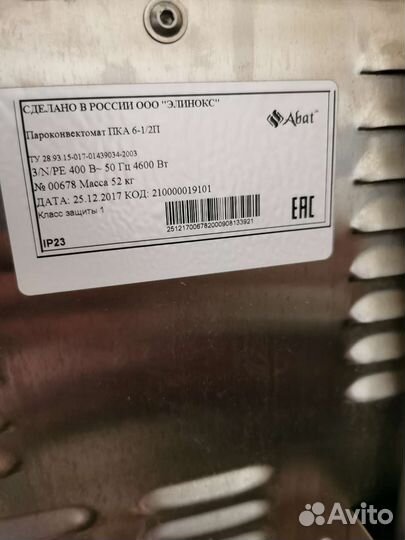 СДЕЛАНО В РОССИИ ООО "ЭЛИНОКС"
Abat™
Пароконвектомат ПКА 6-1/2П
ТУ 28.93.15-017-01439034-2003
3/N/PE 400 В~ 50 Гц 4600 Вт
№ 00678 Масса 52 кг
ДАТА: 25.12.2017 КОД: 210000019101
Класс защиты 1
EAC
251217006782000908133921
IP23
Avito